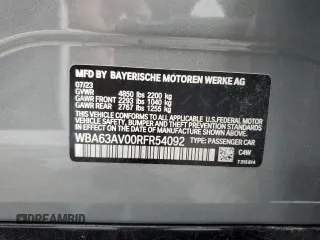 MFD BY BAYERISCHE MOTOREN WERKE AG
07/23
GVWR 4850 lbs 2200 kg
GAWR FRONT 2293 lbs 1040 kg
GAWR REAR 2767 lbs 1255 kg
THIS VEHICLE CONFORMS TO ALL APPLICABLE FEDERAL MOTOR VEHICLE
SAFETY, BUMPER, AND THEFT PREVENTION STANDARDS IN EFFECT
ON THE DATE OF MANUFACTURE SHOWN ABOVE.
WBA63AV00RFR54092 TYPE: PASSENGER CAR
C4W
DREAMBID